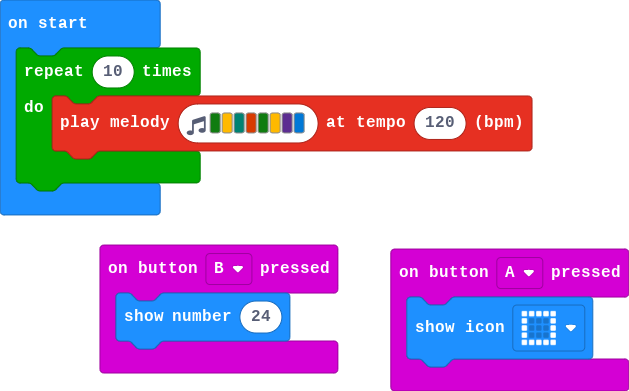 on start
repeat 10 times
do
play melody at tempo 120 (bpm)
on button B pressed
show number 24
on button A pressed
show icon